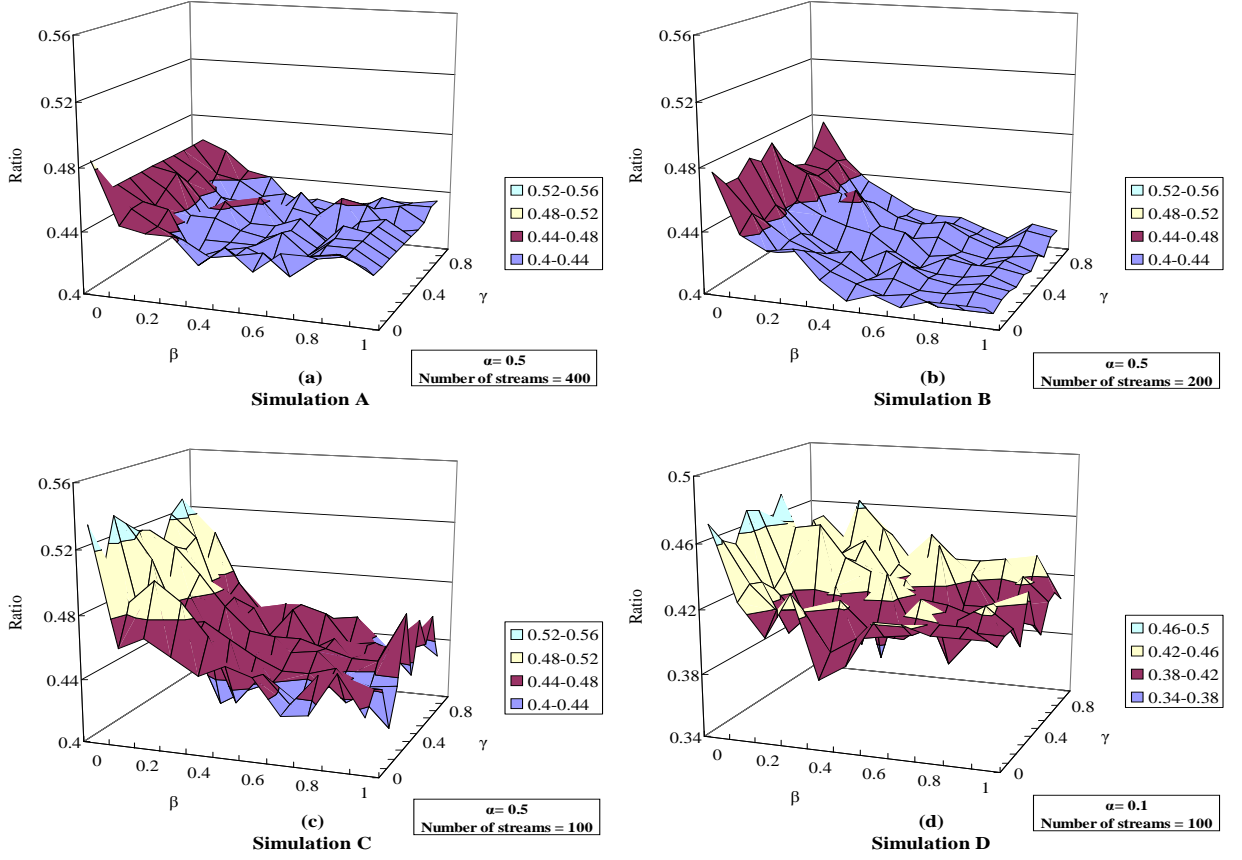 0.56
0.52
0.48
0.44
0.4
Ratio
0
0.2
0.4
0.6
0.8
1
β
0
0.4
0.8
γ
0.52-0.56
0.48-0.52
0.44-0.48
0.4-0.44
α= 0.5
Number of streams = 400
(a)
Simulation A
0.56
0.52
0.48
0.44
0.4
Ratio
0
0.2
0.4
0.6
0.8
1
β
0
0.4
0.8
γ
0.52-0.56
0.48-0.52
0.44-0.48
0.4-0.44
α= 0.5
Number of streams = 200
(b)
Simulation B
0.56
0.52
0.48
0.44
0.4
Ratio
0
0.2
0.4
0.6
0.8
1
β
0
0.4
0.8
γ
0.52-0.56
0.48-0.52
0.44-0.48
0.4-0.44
α= 0.5
Number of streams = 100
(c)
Simulation C
0.5
0.46
0.42
0.38
0.34
Ratio
0
0.2
0.4
0.6
0.8
1
β
0
0.4
0.8
γ
0.46-0.5
0.42-0.46
0.38-0.42
0.34-0.38
α= 0.1
Number of streams = 100
(d)
Simulation D